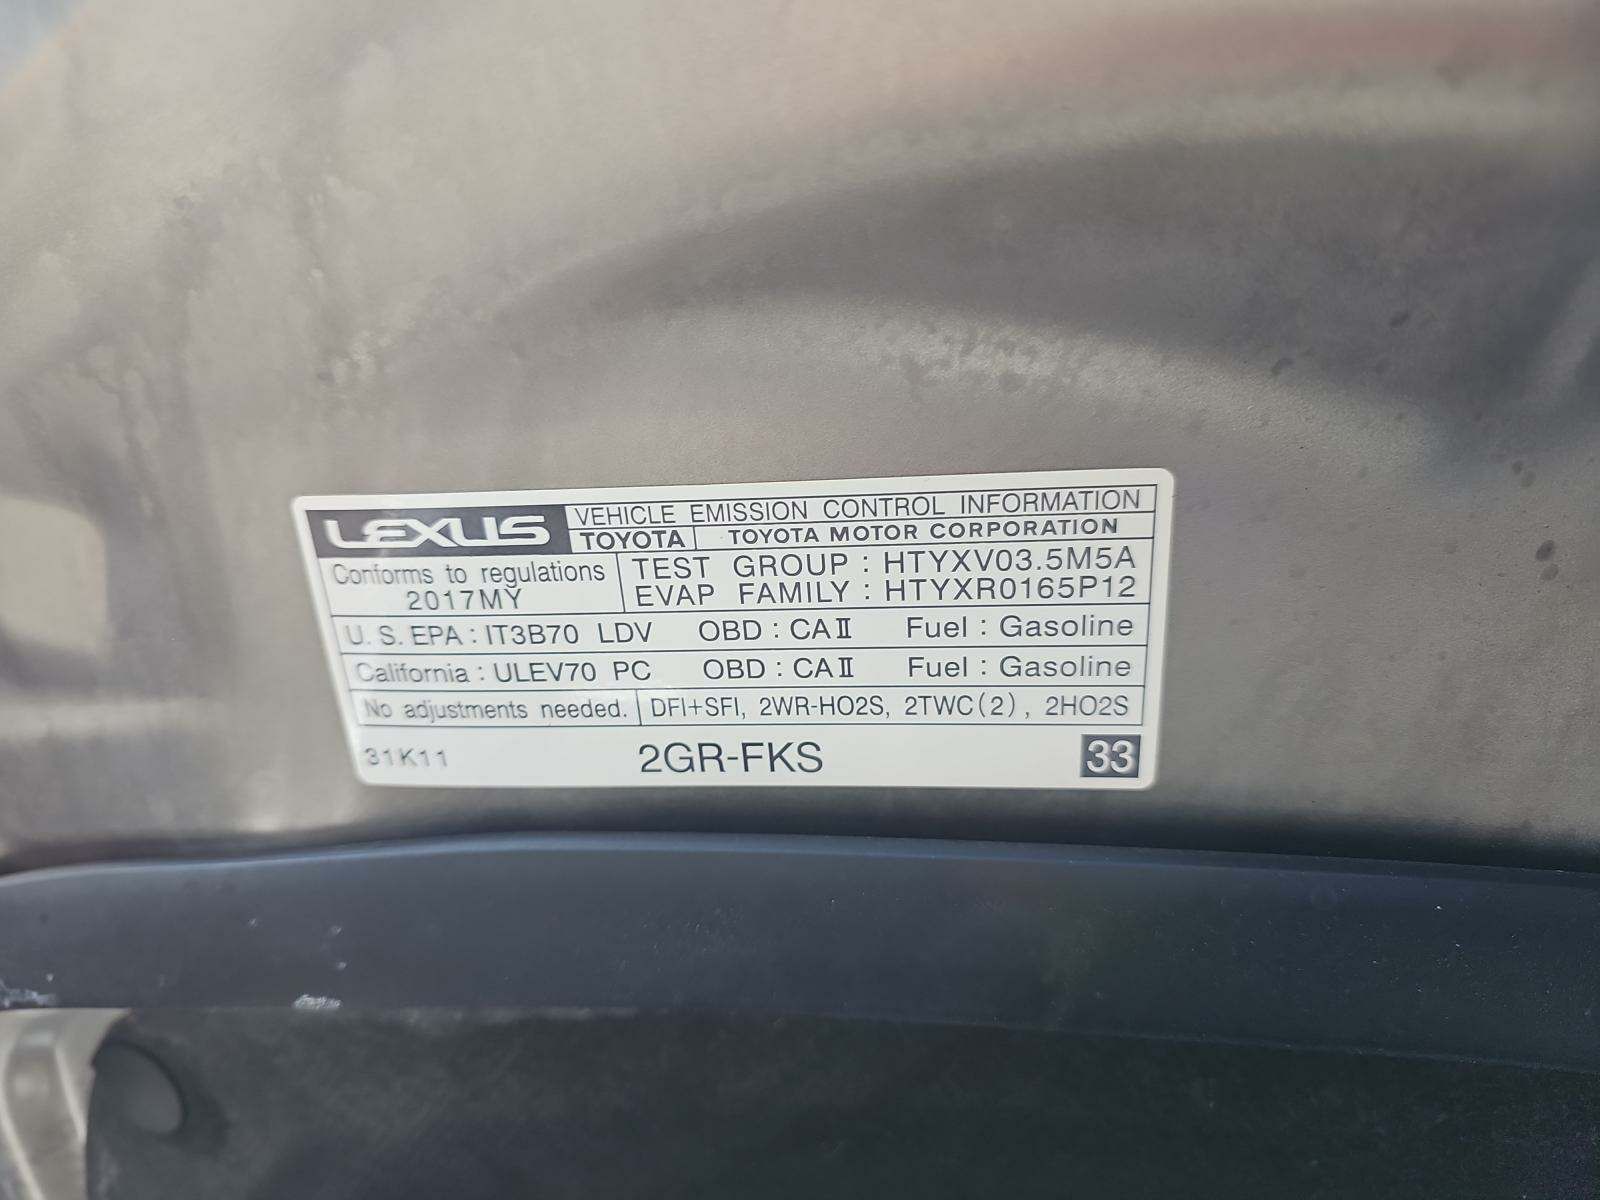 LEXUS VEHICLE EMISSION CONTROL INFORMATION
TOYOTA TOYOTA MOTOR CORPORATION
Conforms to regulations
2017MY
TEST GROUP : HTYXV03.5M5A
EVAP FAMILY : HTYXR0165P12
U.S.EPA : IT3B70 LDV OBD : CAⅡ Fuel : Gasoline
California : ULEV70 PC OBD : CAⅡ Fuel : Gasoline
No adjustments needed. DFI+SFI, 2WR-HO2S, 2TWC(2), 2HO2S
31K11 2GR-FKS 33